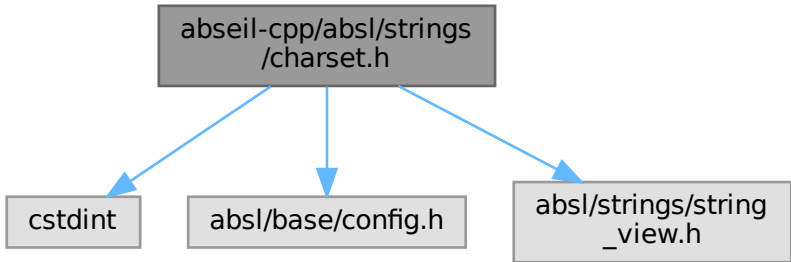 abseil-cpp/absl/strings
/charset.h
cstdint
absl/base/config.h
absl/strings/string
_view.h